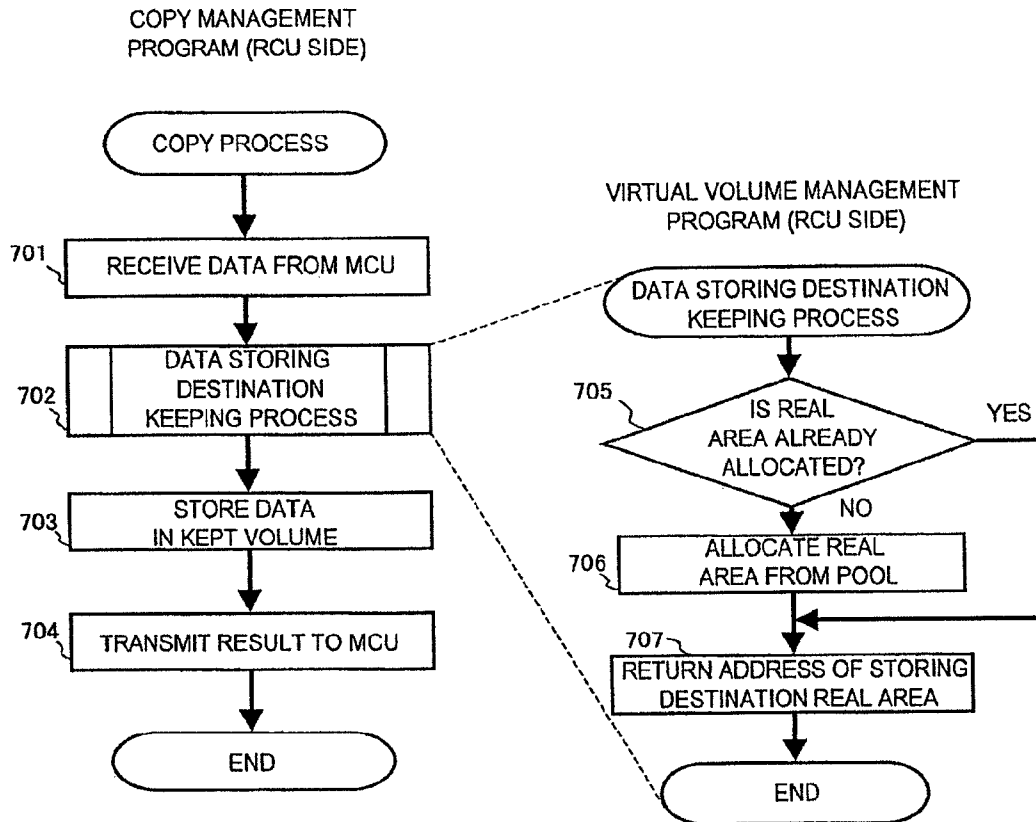 COPY MANAGEMENT
PROGRAM (RCU SIDE)
COPY PROCESS
701
RECEIVE DATA FROM MCU
702
DATA STORING
DESTINATION
KEEPING PROCESS
703
STORE DATA
IN KEPT VOLUME
704
TRANSMIT RESULT TO MCU
END
VIRTUAL VOLUME MANAGEMENT
PROGRAM (RCU SIDE)
DATA STORING DESTINATION
KEEPING PROCESS
705
IS REAL
AREA ALREADY
ALLOCATED?
YES
NO
706
ALLOCATE REAL
AREA FROM POOL
707
RETURN ADDRESS OF STORING
DESTINATION REAL AREA
END